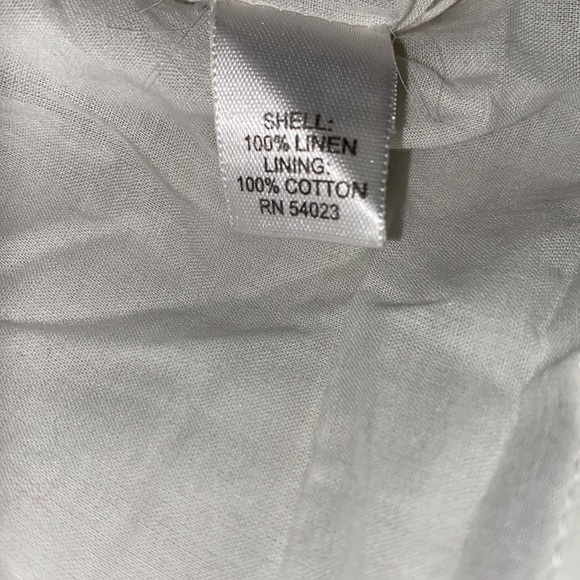 SHELL:
100% LINEN
LINING:
100% COTTON
RN 54023